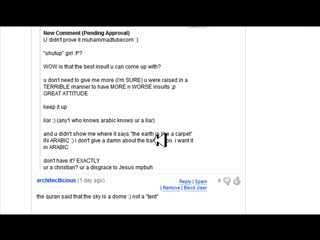 New Comment (Pending Approval)
U didn't prove it muhammadtubecom :)
"shutup" girl :P?
WOW is that the best insult u can come up with?
u don't need to give me more (i'm SURE) u were raised in a
TERRIBLE manner to have MORE n WORSE insults ;p
GREAT ATTITUDE
keep it up
liar :) (any1 who knows arabic knows ur a liar)
and u didn't show me where it says "the earth is like a carpet"
IN ARABIC :) i don't give a damn about the i want it
in ARABIC
don't have it? EXACTLY
ur a christian? ur a disgrace to Jesus mpbuh
architectlicious (1 day ago)
Reply | Spam
0
| Remove | Block User
the quran said that the sky is a dome :) not a "tent"